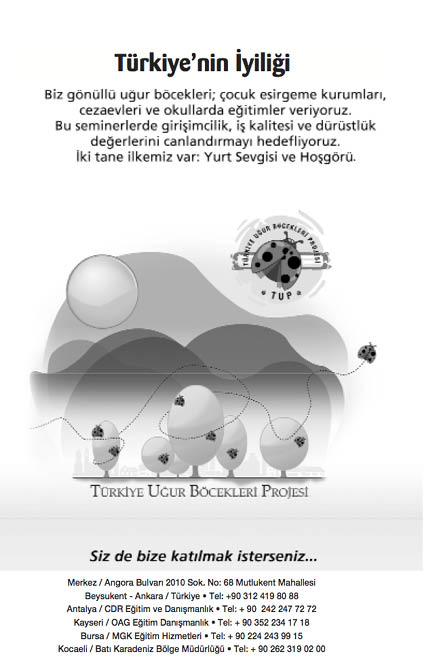 Türkiye’nin İyiliği
Biz gönüllü uğur böcekleri; çocuk esirgeme kurumları,
cezaevleri ve okullarda eğitimler veriyoruz.
Bu seminerlerde girişimcilik, iş kalitesi ve dürüstlük
değerlerini canlandırmayı hedefliyoruz.
İki tane ilkemiz var: Yurt Sevgisi ve Hoşgörü.
TÜRKİYE UĞUR BÖCEKLERİ PROJESİ
TUP
TÜRKİYE UĞUR BÖCEKLERİ PROJESİ
Siz de bize katılmak isterseniz...
Merkez / Angora Bulvarı 2010 Sok. No: 68 Mutlukent Mahallesi
Beysukent - Ankara / Türkiye • Tel: +90 312 419 80 88
Antalya / CDR Eğitim ve Danışmanlık • Tel: + 90 242 247 72 72
Kayseri / OAG Eğitim Danışmanlık • Tel: + 90 352 234 17 18
Bursa / MGK Eğitim Hizmetleri • Tel: + 90 224 243 99 15
Kocaeli / Batı Karadeniz Bölge Müdürlüğü • Tel: + 90 262 319 02 00